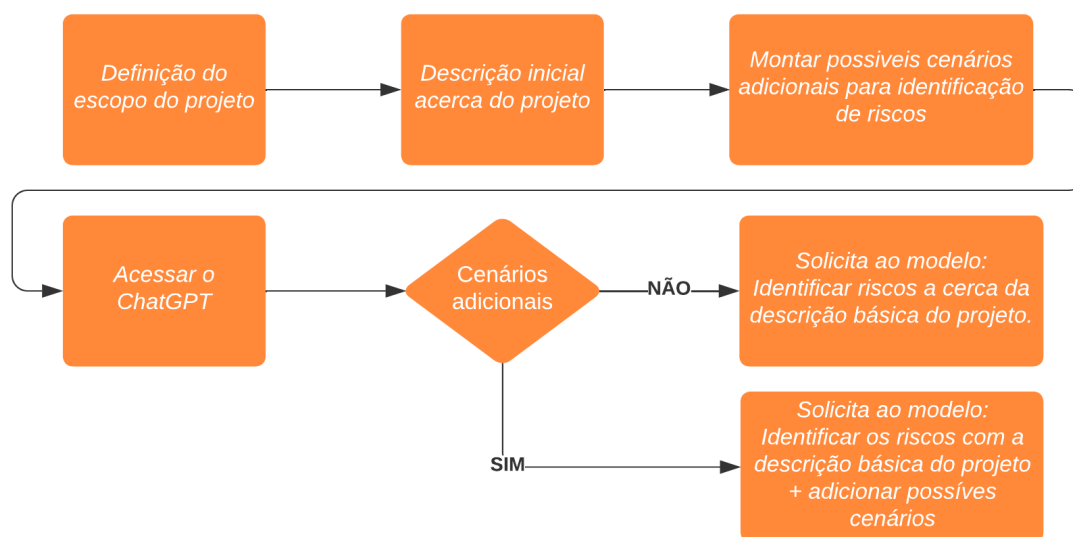 Definição do
escopo do projeto
Descrição inicial
acerca do projeto
Montar possiveis cenários
adicionais para identificação
de riscos
Acessar o
ChatGPT
Cenários
adicionais
NÃO
Solicita ao modelo:
Identificar riscos a cerca da
descrição básica do projeto.
SIM
Solicita ao modelo:
Identificar os riscos com a
descrição básica do projeto
+ adicionar possíves
cenários